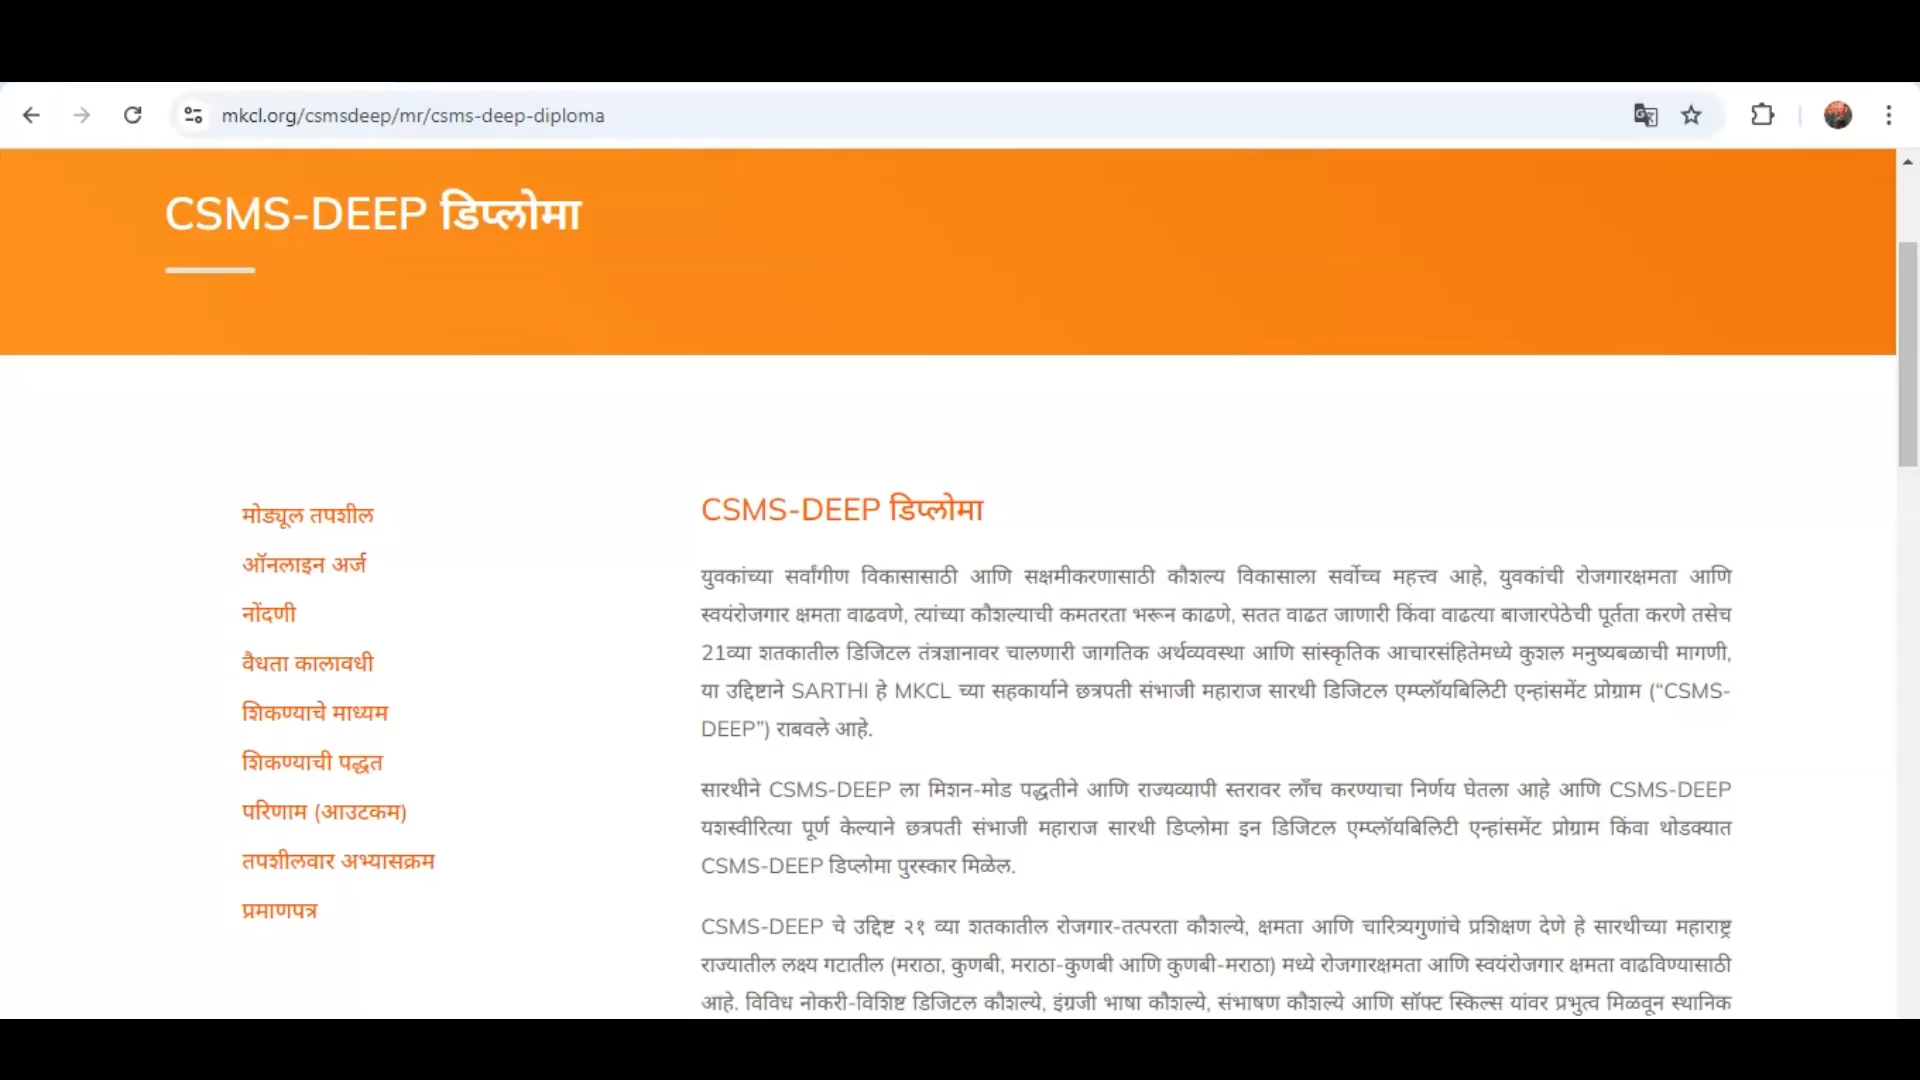 mkcl.org/csmsdeep/mr/csms-deep-diploma
CSMS-DEEP डिप्लोमा
मोड्यूल तपशील
ऑनलाइन अर्ज
नोंदणी
वैधता कालावधी
शिकण्याचे माध्यम
शिकण्याची पद्धत
परिणाम (आउटकम)
तपशीलवार अभ्यासक्रम
प्रमाणपत्र
CSMS-DEEP डिप्लोमा
युवकांच्या सर्वांगीण विकासासाठी आणि सक्षमीकरणासाठी कौशल्य विकासाला सर्वोच्च महत्त्व आहे, युवकांची रोजगारक्षमता आणि
स्वयंरोजगार क्षमता वाढवणे, त्यांच्या कौशल्याची कमतरता भरून काढणे, सतत वाढत जाणारी किंवा वाढत्या बाजारपेठेची पूर्तता करणे तसेच
21व्या शतकातील डिजिटल तंत्रज्ञानावर चालणारी जागतिक अर्थव्यवस्था आणि सांस्कृतिक आचारसंहितेमध्ये कुशल मनुष्यबळाची मागणी,
या उद्दिष्टाने SARTHI हे MKCL च्या सहकार्याने छत्रपती संभाजी महाराज सारथी डिजिटल एम्प्लॉयबिलिटी एन्हांसमेंट प्रोग्राम (“CSMS-
DEEP”) राबवले आहे.
सारथीने CSMS-DEEP ला मिशन-मोड पद्धतीने आणि राज्यव्यापी स्तरावर लाँच करण्याचा निर्णय घेतला आहे आणि CSMS-DEEP
यशस्वीरित्या पूर्ण केल्याने छत्रपती संभाजी महाराज सारथी डिप्लोमा इन डिजिटल एम्प्लॉयबिलिटी एन्हांसमेंट प्रोग्राम किंवा थोडक्यात
CSMS-DEEP डिप्लोमा पुरस्कार मिळेल.
CSMS-DEEP चे उद्दिष्ट २१ व्या शतकातील रोजगार-तत्परता कौशल्ये, क्षमता आणि चारित्र्यगुणांचे प्रशिक्षण देणे हे सारथीच्या महाराष्ट्र
राज्यातील लक्ष्य गटातील (मराठा, कुणबी, मराठा-कुणबी आणि कुणबी-मराठा) मध्ये रोजगारक्षमता आणि स्वयंरोजगार क्षमता वाढविण्यासाठी
आहे. विविध नोकरी-विशिष्ट डिजिटल कौशल्ये, इंग्रजी भाषा कौशल्ये, संभाषण कौशल्ये आणि सॉफ्ट स्किल्स यांवर प्रभुत्व मिळवून स्थानिक